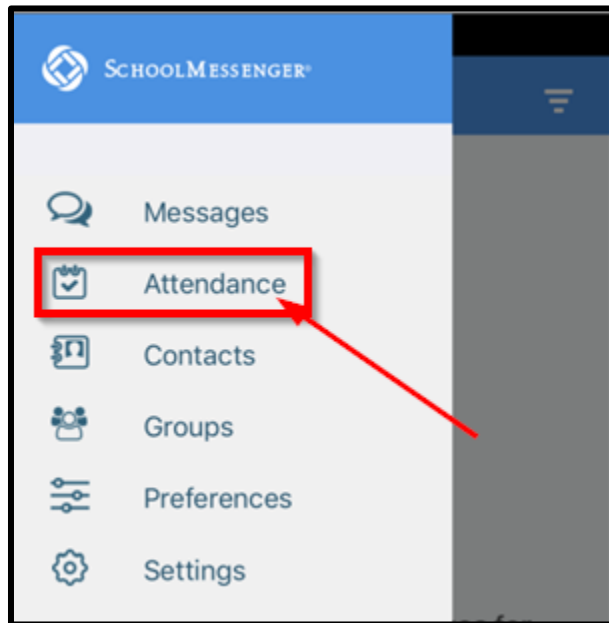 SCHOOLMESSENGER®
Messages
Attendance
Contacts
Groups
Preferences
Settings